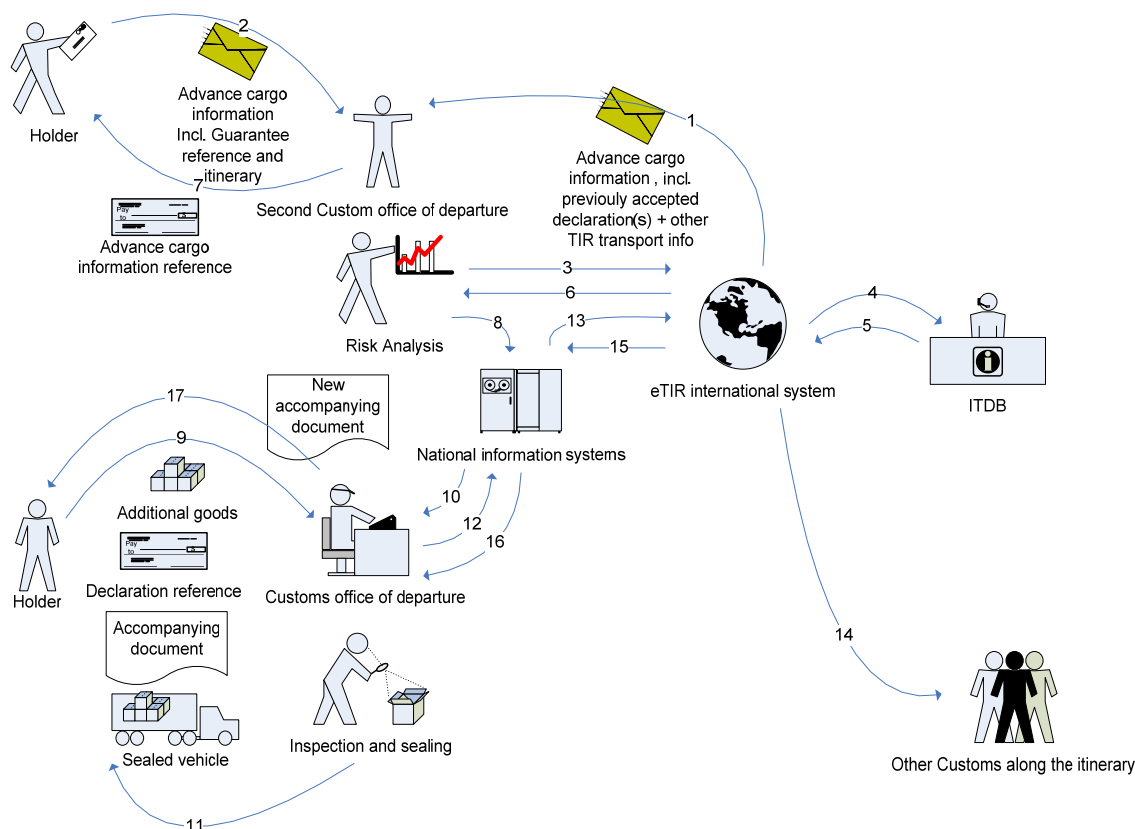 2
Advance cargo
information
Incl. Guarantee
reference and
itinerary
Holder
7
Pay
to
$
Advance cargo
information reference
Second Custom office of departure
1
Advance cargo
information , incl.
previouly accepted
declaration(s) + other
TIR transport info
Risk Analysis
3
6
8
13
15
eTIR international system
4
5
i
ITDB
National information systems
New
accompanying
document
17
9
Additional goods
Pay
to
$
Declaration reference
Holder
10
12
16
Customs office of departure
Accompanying
document
Sealed vehicle
Inspection and sealing
11
14
Other Customs along the itinerary